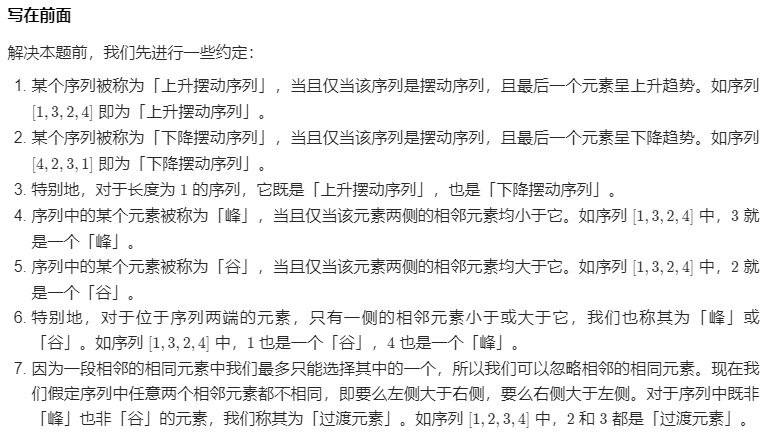 写在前面
解决本题前，我们先进行一些约定：
1. 某个序列被称为「上升摆动序列」，当且仅当该序列是摆动序列，且最后一个元素呈上升趋势。如序列
[1,3,2,4] 即为「上升摆动序列」。
2. 某个序列被称为「下降摆动序列」，当且仅当该序列是摆动序列，且最后一个元素呈下降趋势。如序列
[4,2,3,1] 即为「下降摆动序列」。
3. 特别地，对于长度为 1 的序列，它既是「上升摆动序列」，也是「下降摆动序列」。
4. 序列中的某个元素被称为「峰」，当且仅当该元素两侧的相邻元素均小于它。如序列 [1,3,2,4] 中，3 就
是一个「峰」。
5. 序列中的某个元素被称为「谷」，当且仅当该元素两侧的相邻元素均大于它。如序列 [1,3,2,4] 中，2 就
是一个「谷」。
6. 特别地，对于位于序列两端的元素，只有一侧的相邻元素小于或大于它，我们也称其为「峰」或
「谷」。如序列 [1,3,2,4] 中，1 也是一个「谷」，4 也是一个「峰」。
7. 因为一段相邻的相同元素中我们最多只能选择其中的一个，所以我们可以忽略相邻的相同元素。现在我
们假定序列中任意两个相邻元素都不相同，即要么左侧大于右侧，要么右侧大于左侧。对于序列中既非
「峰」也非「谷」的元素，我们称其为「过渡元素」。如序列 [1,2,3,4] 中，2 和 3 都是「过渡元素」。